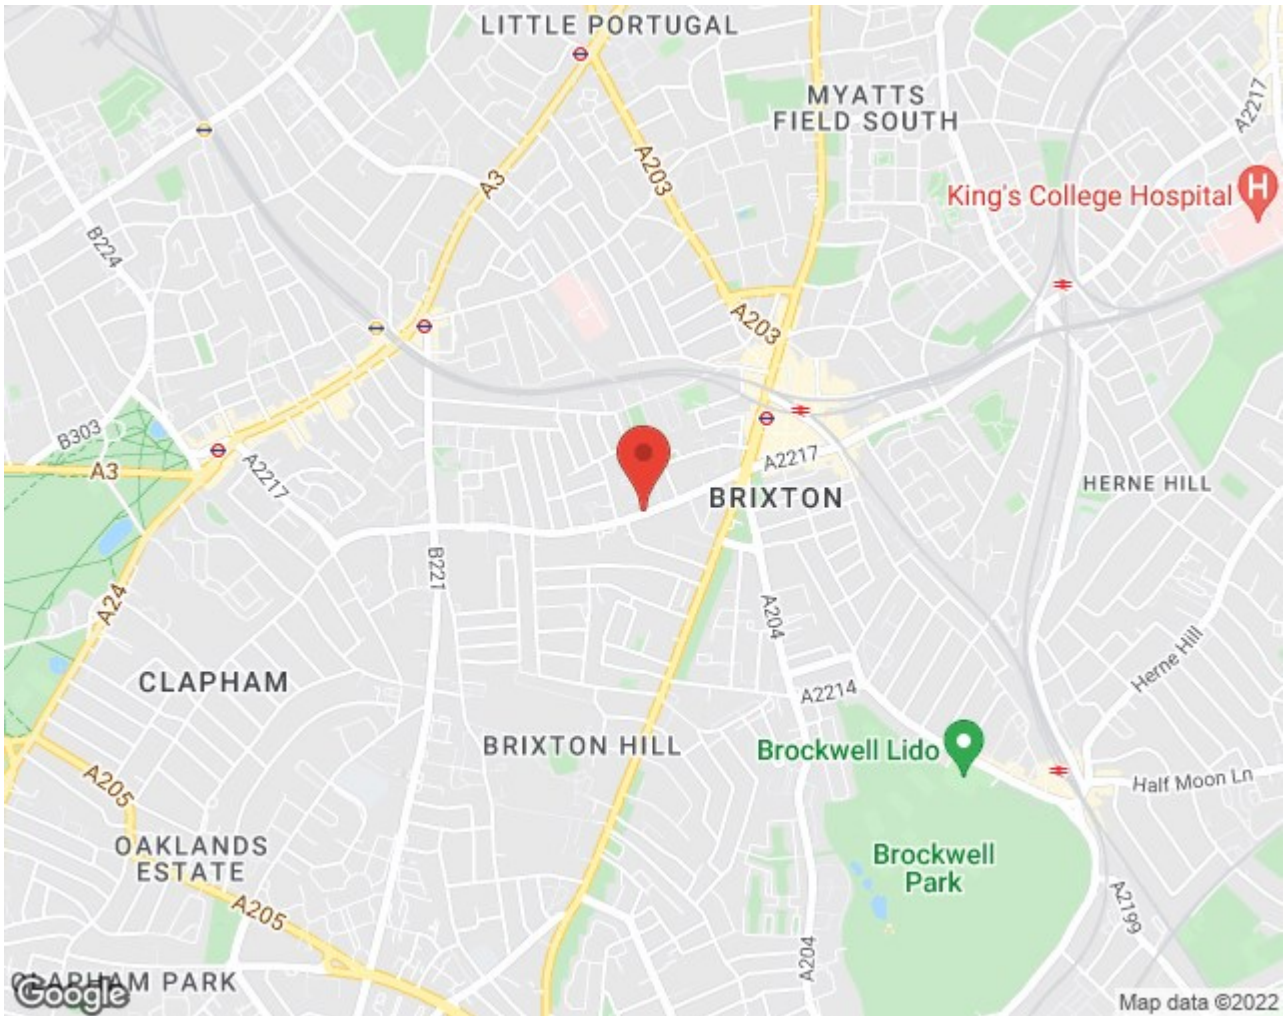 LITTLE PORTUGAL
MYATTS
FIELD SOUTH
A2217
A3
A203
King's College Hospital
H
B224
A203
B303
A3
A2217
A2217
BRIXTON
HERNE HILL
B221
A24
A204
CLAPHAM
A2214
Herne Hill
BRIXTON HILL
Brockwell Lido
Half Moon Ln
A205
OAKLANDS
ESTATE
Brockwell
Park
A205
A2199
A204
CLAPHAM PARK
Google
Map data ©2022